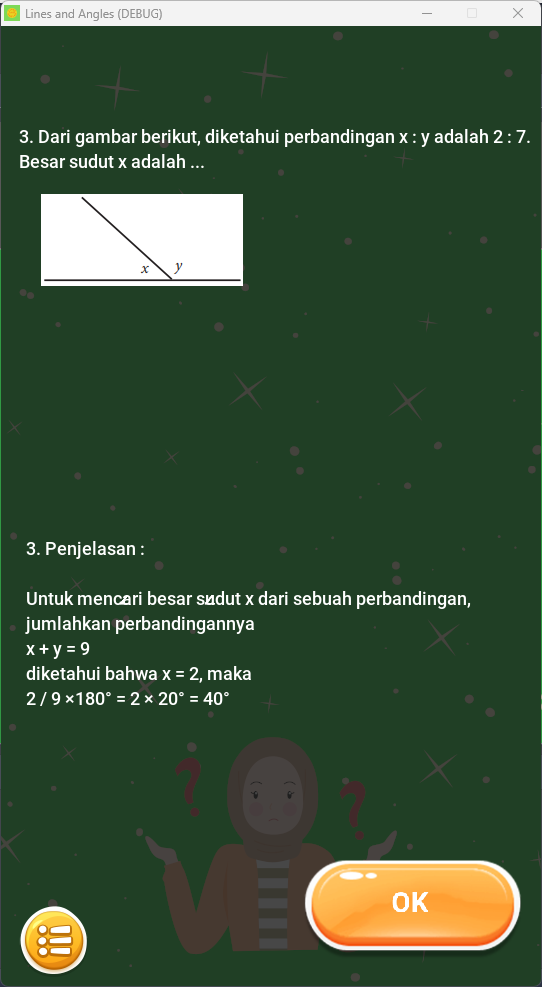 Lines and Angles (DEBUG)
3. Dari gambar berikut, diketahui perbandingan x : y adalah 2 : 7.
Besar sudut x adalah ...
x y
3. Penjelasan :
Untuk mencari besar sudut x dari sebuah perbandingan,
jumlahkan perbandingannya
x + y = 9
diketahui bahwa x = 2, maka
2 / 9 ×180° = 2 × 20° = 40°
? ?
OK